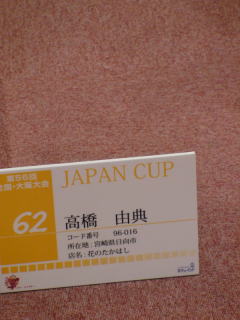 第56回
全国・大阪大会
JAPAN CUP
62
高橋 由典
コード番号 96-016
所在地：宮崎県日向市
店名：花のたかはし